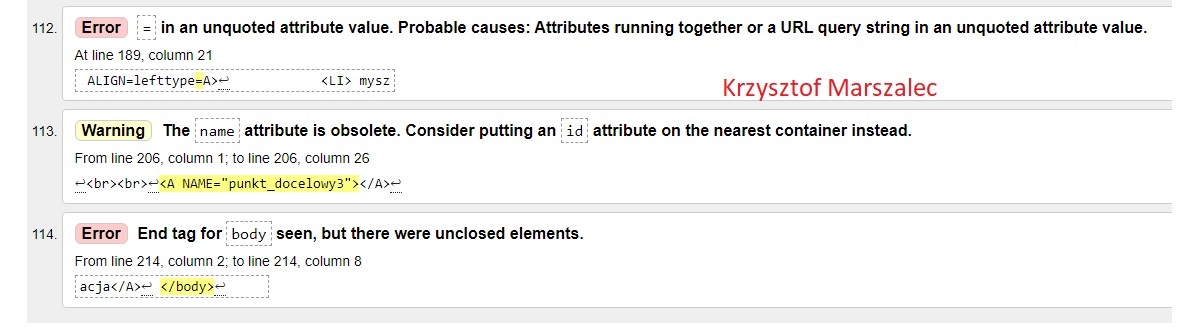 112. Error = in an unquoted attribute value. Probable causes: Attributes running together or a URL query string in an unquoted attribute value.
At line 189, column 21
ALIGN=lefttype=A>↩ <LI> mysz
Krzysztof Marszalec
113. Warning The name attribute is obsolete. Consider putting an id attribute on the nearest container instead.
From line 206, column 1; to line 206, column 26
↩<br><br>↩<A NAME="punkt_docelowy3"></A>↩
114. Error End tag for body seen, but there were unclosed elements.
From line 214, column 2; to line 214, column 8
acja</A>↩ </body>↩